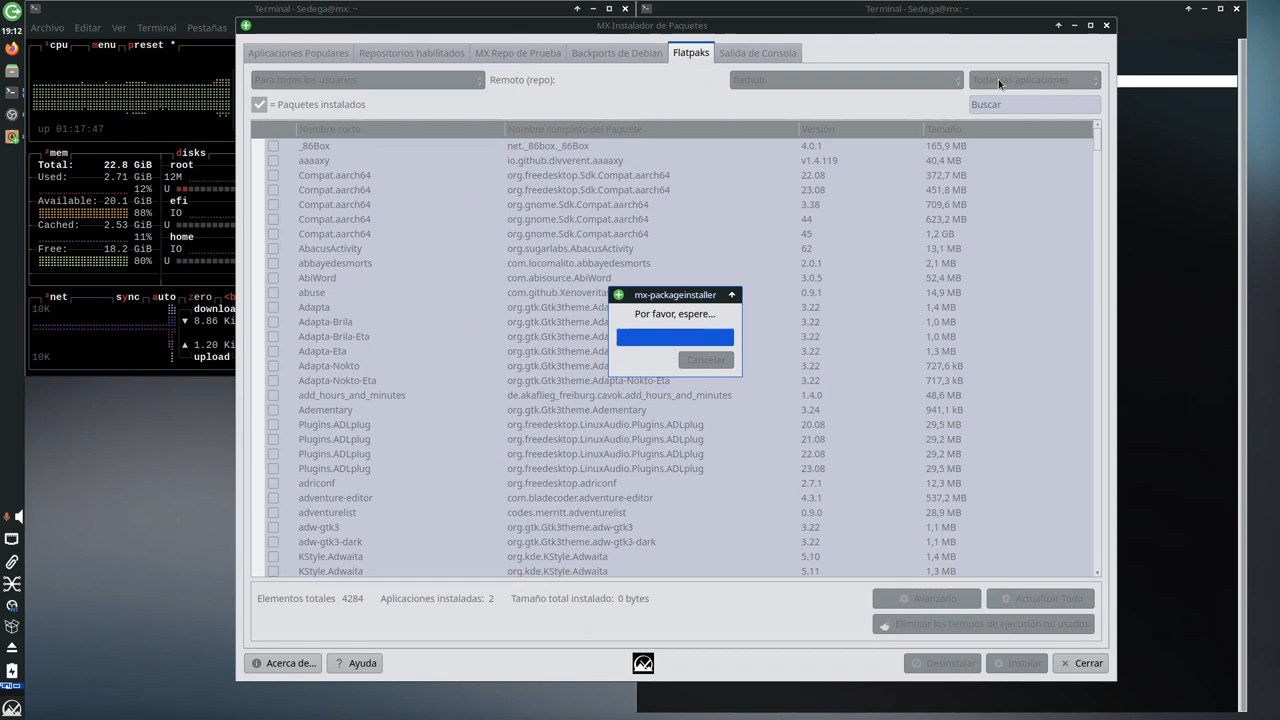 Terminal - Sedega@mx: ~
Terminal - Sedega@mx: ~
19:12
Archivo Editar Ver Terminal Pestañas
¹cpu menu preset *
up 01:17:47
²mem disks
Total: 22.8 GiB root
Used: 2.71 GiB 12M
12% U
Available: 20.1 GiB efi
88% IO
Cached: 2.53 GiB U
11% home
Free: 18.2 GiB IO
80% U
³net sync auto zero <b
10K downloa
▼ 8.86 Ki
▲ 1.20 Ki
10K upload
MX Instalador de Paquetes
Aplicaciones Populares Repositorios habilitados MX Repo de Prueba Backports de Debian Flatpaks Salida de Consola
Para todos los usuarios Remoto (repo): flathub Todas las aplicaciones
= Paquetes instalados Buscar
Nombre corto Nombre completo del Paquete Versión Tamaño
_86Box net._86box._86Box 4.0.1 165,9 MB
aaaaxy io.github.divverent.aaaaxy v1.4.119 40,4 MB
Compat.aarch64 org.freedesktop.Sdk.Compat.aarch64 22.08 372,7 MB
Compat.aarch64 org.freedesktop.Sdk.Compat.aarch64 23.08 451,8 MB
Compat.aarch64 org.gnome.Sdk.Compat.aarch64 3.38 709,6 MB
Compat.aarch64 org.gnome.Sdk.Compat.aarch64 44 623,2 MB
Compat.aarch64 org.gnome.Sdk.Compat.aarch64 45 1,2 GB
AbacusActivity org.sugarlabs.AbacusActivity 62 13,1 MB
abbayedesmorts com.locomalito.abbayedesmorts 2.0.1 2,1 MB
AbiWord com.abisource.AbiWord 3.0.5 52,4 MB
abuse com.github.Xenoverita 0.9.1 14,9 MB
Adapta org.gtk.Gtk3theme.Adapta 3.22 1,0 MB
Adapta-Brila org.gtk.Gtk3theme.Ada 3.22 1,0 MB
Adapta-Brila-Eta org.gtk.Gtk3theme.Ada 3.22 1,0 MB
Adapta-Eta org.gtk.Gtk3theme.Ada 3.22 1,3 MB
Adapta-Nokto org.gtk.Gtk3theme.Ada 3.22 727,6 kB
Adapta-Nokto-Eta org.gtk.Gtk3theme.Adapta-Nokto-Eta 3.22 717,3 kB
add_hours_and_minutes de.akaflieg_freiburg.cavok.add_hours_and_minutes 1.4.0 48,6 MB
Adementary org.gtk.Gtk3theme.Adementary 3.24 941,1 kB
Plugins.ADLplug org.freedesktop.LinuxAudio.Plugins.ADLplug 20.08 29,5 MB
Plugins.ADLplug org.freedesktop.LinuxAudio.Plugins.ADLplug 21.08 29,2 MB
Plugins.ADLplug org.freedesktop.LinuxAudio.Plugins.ADLplug 22.08 29,2 MB
Plugins.ADLplug org.freedesktop.LinuxAudio.Plugins.ADLplug 23.08 29,5 MB
adriconf org.freedesktop.adriconf 2.7.1 12,3 MB
adventure-editor com.bladecoder.adventure-editor 4.3.1 537,2 MB
adventurelist codes.merritt.adventurelist 0.9.0 28,9 MB
adw-gtk3 org.gtk.Gtk3theme.adw-gtk3 3.22 1,1 MB
adw-gtk3-dark org.gtk.Gtk3theme.adw-gtk3-dark 3.22 1,1 MB
KStyle.Adwaita org.kde.KStyle.Adwaita 5.10 1,4 MB
KStyle.Adwaita org.kde.KStyle.Adwaita 5.11 1,3 MB
mx-packageinstaller
Por favor, espere...
Cancelar
Elementos totales 4284 Aplicaciones instaladas: 2 Tamaño total instalado: 0 bytes
Avanzado Actualizar Todo
Eliminar los tiempos de ejecución no usados
Acerca de... Ayuda Desinstalar Instalar Cerrar